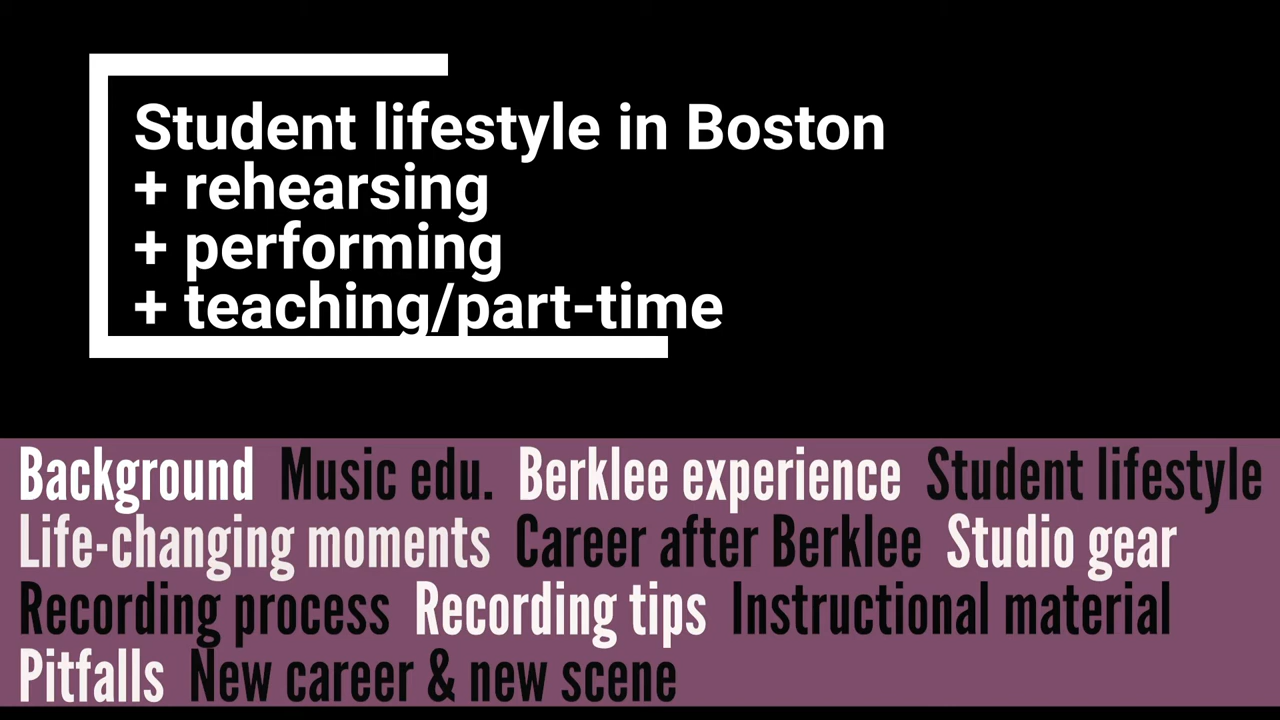 Student lifestyle in Boston
+ rehearsing
+ performing
+ teaching/part-time
Background Music edu. Berklee experience Student lifestyle
Life-changing moments Career after Berklee Studio gear
Recording process Recording tips Instructional material
Pitfalls New career & new scene